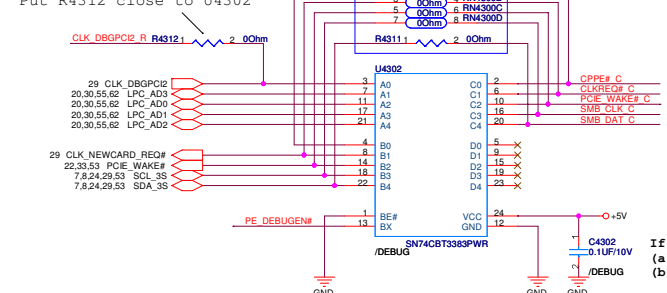 Put R4312 close to U4302
0Ohm
5 0Ohm 6 RN4300C
7 0Ohm 8 RN4300D
CLK_DBGPCI2_R R4312 1 2 0Ohm
R4311 1 2 0Ohm
U4302
29 CLK_DBGPCI2 3 A0 C0 2 CPPE#_C
20,30,55,62 LPC_AD3 7 A1 C1 6 CLKREQ#_C
20,30,55,62 LPC_AD0 11 A2 C2 10 PCIE_WAKE#_C
20,30,55,62 LPC_AD1 17 A3 C3 16 SMB_CLK_C
20,30,55,62 LPC_AD2 21 A4 C4 20 SMB_DAT_C
4 B0 D0 5
29 CLK_NEWCARD_REQ# 8 B1 D1 9
22,33,53 PCIE_WAKE# 14 B2 D2 15
7,8,24,29,53 SCL_3S 18 B3 D3 19
7,8,24,29,53 SDA_3S 22 B4 D4 23
1 BE# VCC 24 +5V
PE_DEBUGEN# 13 BX GND 12
SN74CBT3383PWR
/DEBUG
1 C4302
0.1UF/10V
2 /DEBUG
If
(a
(b
GND GND GND